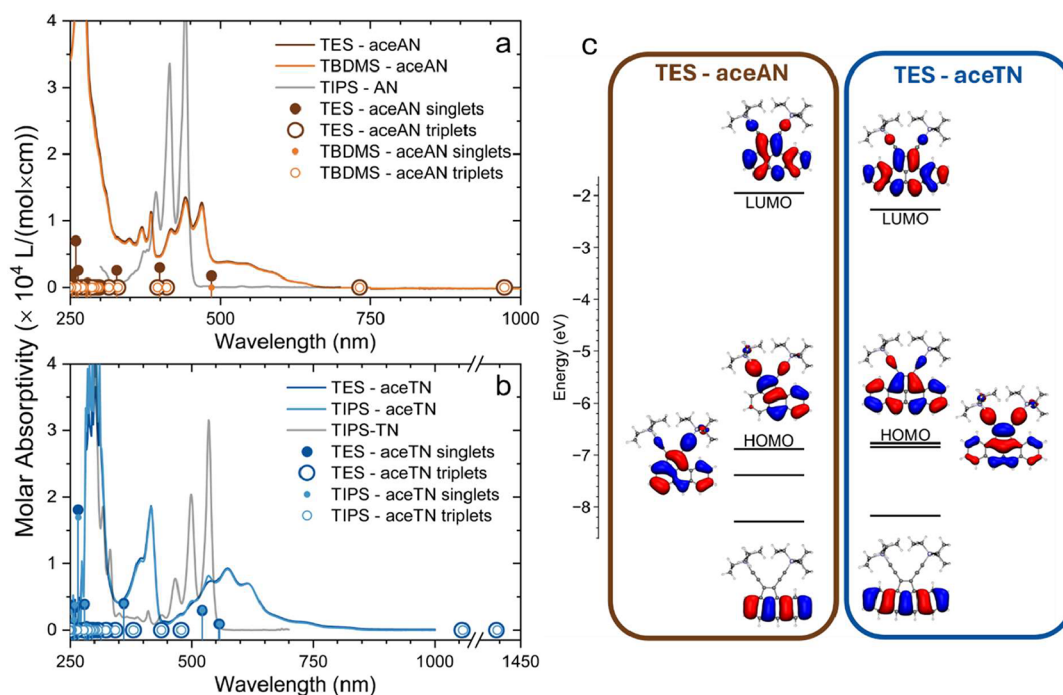 a
Molar Absorptivity (× 10⁴ L/(mol×cm))
4
3
2
1
0
TES - aceAN
TBDMS - aceAN
TIPS - AN
TES - aceAN singlets
TES - aceAN triplets
TBDMS - aceAN singlets
TBDMS - aceAN triplets
250
500
750
1000
Wavelength (nm)
b
4
3
2
1
0
TES - aceTN
TIPS - aceTN
TIPS-TN
TES - aceTN singlets
TES - aceTN triplets
TIPS - aceTN singlets
TIPS - aceTN triplets
250
500
750
1000
1450
Wavelength (nm)
c
Energy (eV)
−2
−3
−4
−5
−6
−7
−8
TES - aceAN
LUMO
HOMO
TES - aceTN
LUMO
HOMO